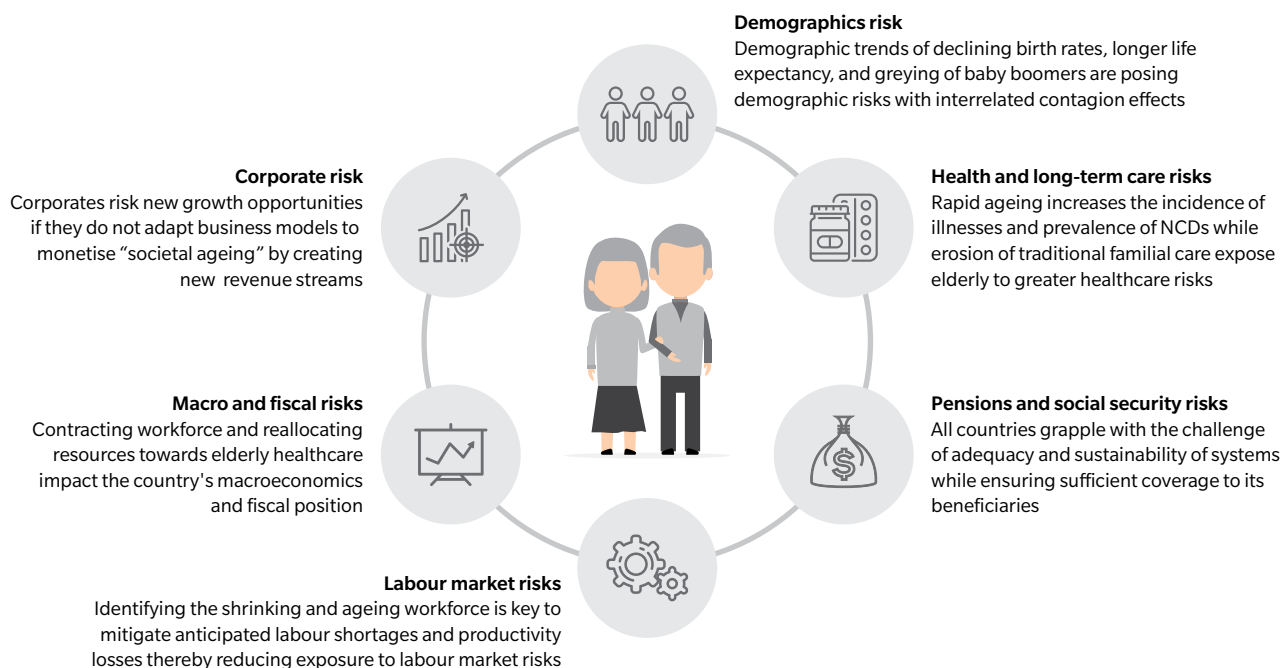 Demographics risk
Demographic trends of declining birth rates, longer life
expectancy, and greying of baby boomers are posing
demographic risks with interrelated contagion effects
Health and long-term care risks
Rapid ageing increases the incidence of
illnesses and prevalence of NCDs while
erosion of traditional familial care expose
elderly to greater healthcare risks
Pensions and social security risks
All countries grapple with the challenge
of adequacy and sustainability of systems
while ensuring sufficient coverage to its
beneficiaries
Labour market risks
Identifying the shrinking and ageing workforce is key to
mitigate anticipated labour shortages and productivity
losses thereby reducing exposure to labour market risks
Macro and fiscal risks
Contracting workforce and reallocating
resources towards elderly healthcare
impact the country's macroeconomics
and fiscal position
Corporate risk
Corporates risk new growth opportunities
if they do not adapt business models to
monetise “societal ageing” by creating
new revenue streams
$